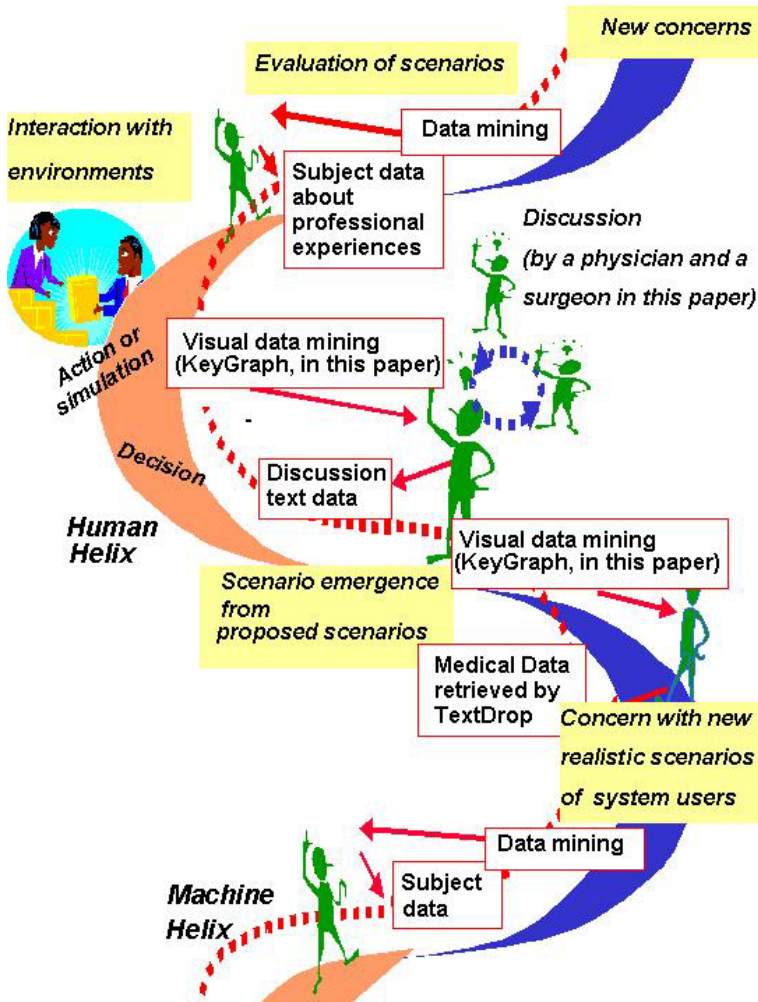 New concerns
Evaluation of scenarios
Data mining
Interaction with
environments
Subject data
about
professional
experiences
Discussion
(by a physician and a
surgeon in this paper)
Action or
simulation
Visual data mining
(KeyGraph, in this paper)
Decision
Discussion
text data
Human
Helix
Visual data mining
(KeyGraph, in this paper)
Scenario emergence
from
proposed scenarios
Medical Data
retrieved by
TextDrop
Concern with new
realistic scenarios
of system users
Data mining
Subject
data
Machine
Helix